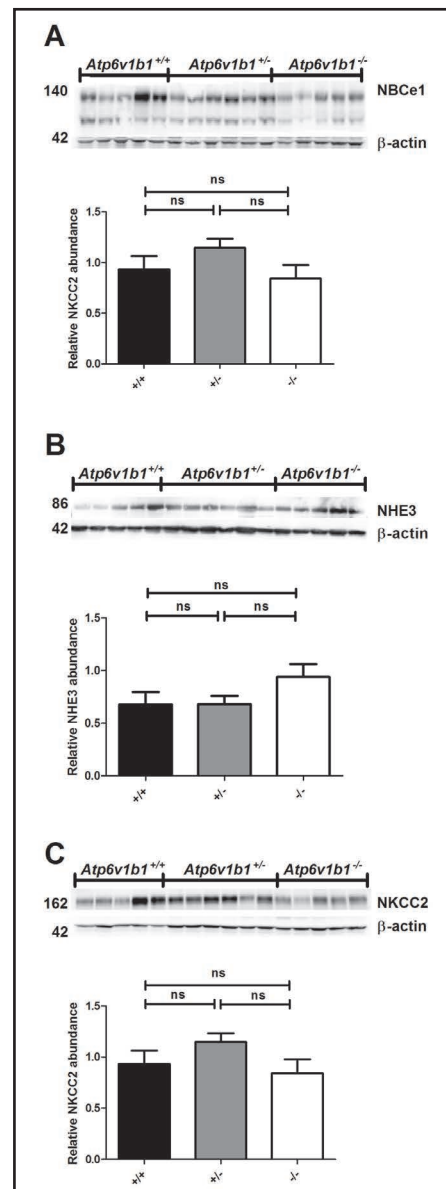 A
Atp6v1b1+/+ Atp6v1b1+/- Atp6v1b1-/-
140 NBCe1
42 β-actin
ns
ns ns
Relative NKCC2 abundance
1.5
1.0
0.5
0.0
+/+ +/- -/-
B
Atp6v1b1+/+ Atp6v1b1+/- Atp6v1b1-/-
86 NHE3
42 β-actin
ns
ns ns
Relative NHE3 abundance
1.5
1.0
0.5
0.0
+/+ +/- -/-
C
Atp6v1b1+/+ Atp6v1b1+/- Atp6v1b1-/-
162 NKCC2
42 β-actin
ns
ns ns
Relative NKCC2 abundance
1.5
1.0
0.5
0.0
+/+ +/- -/-